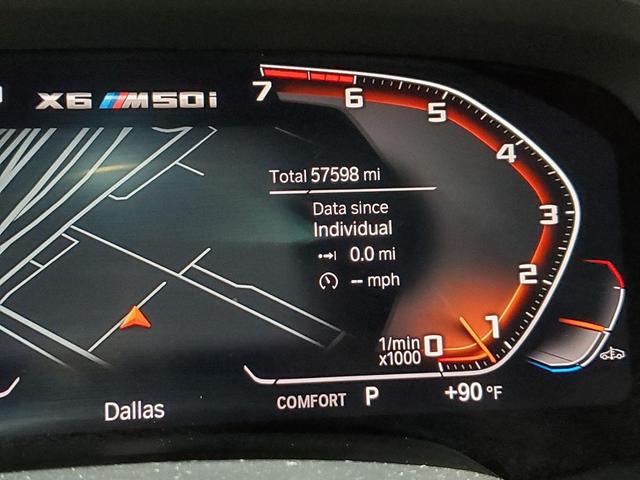 X6 M50i
7
6
5
4
3
2
1
0
Total 57598 mi
Data since
Individual
0.0 mi
-- mph
1/min
x1000
COMFORT P +90 °F
Dallas